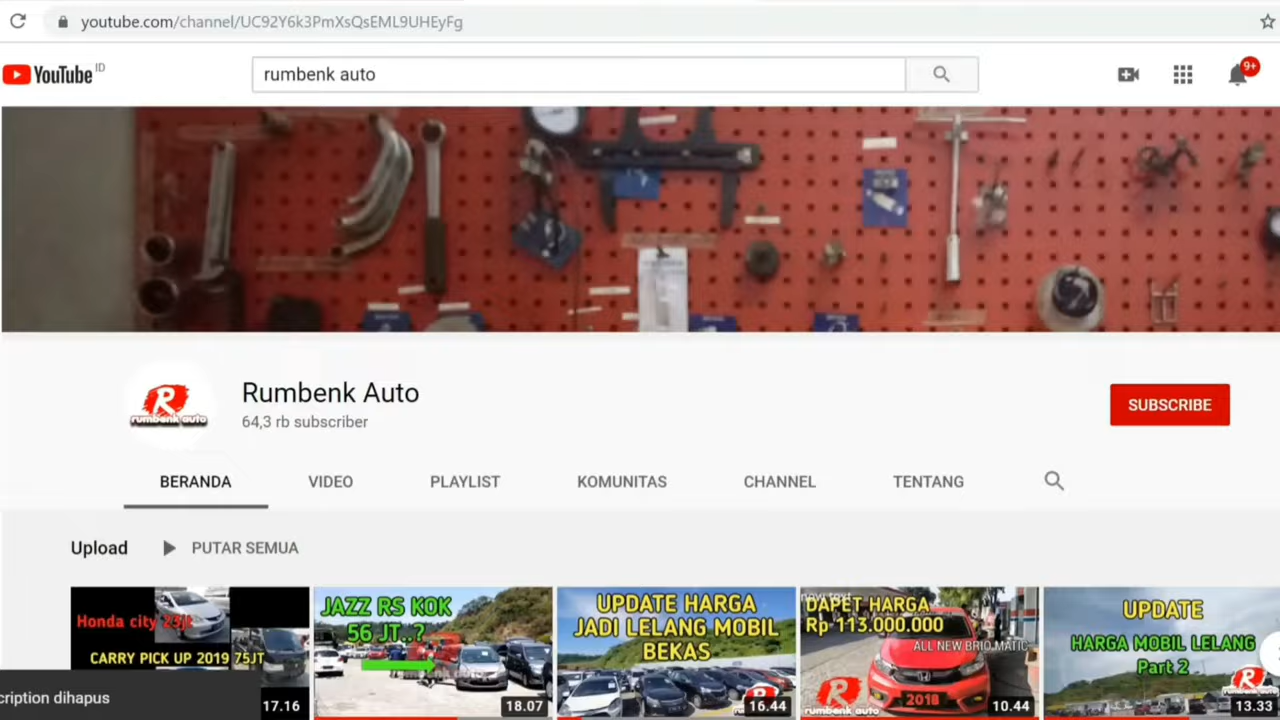 youtube.com/channel/UC92Y6k3PmXsQsEML9UHEyFg
YouTube ID
rumbenk auto
9+
Rumbenk Auto
rumbenk auto
64,3 rb subscriber
SUBSCRIBE
BERANDA VIDEO PLAYLIST KOMUNITAS CHANNEL TENTANG
Upload PUTAR SEMUA
Honda city 23jt
CARRY PICK UP 2019 75JT
17.16
JAZZ RS KOK
56 JT..?
18.07
UPDATE HARGA
JADI LELANG MOBIL
BEKAS
16.44
DAPET HARGA
Rp 113.000.000
ALL NEW BRIO.MATIC
2018
rumbenk auto
10.44
UPDATE
HARGA MOBIL LELANG
Part 2
13.33
cription dihapus